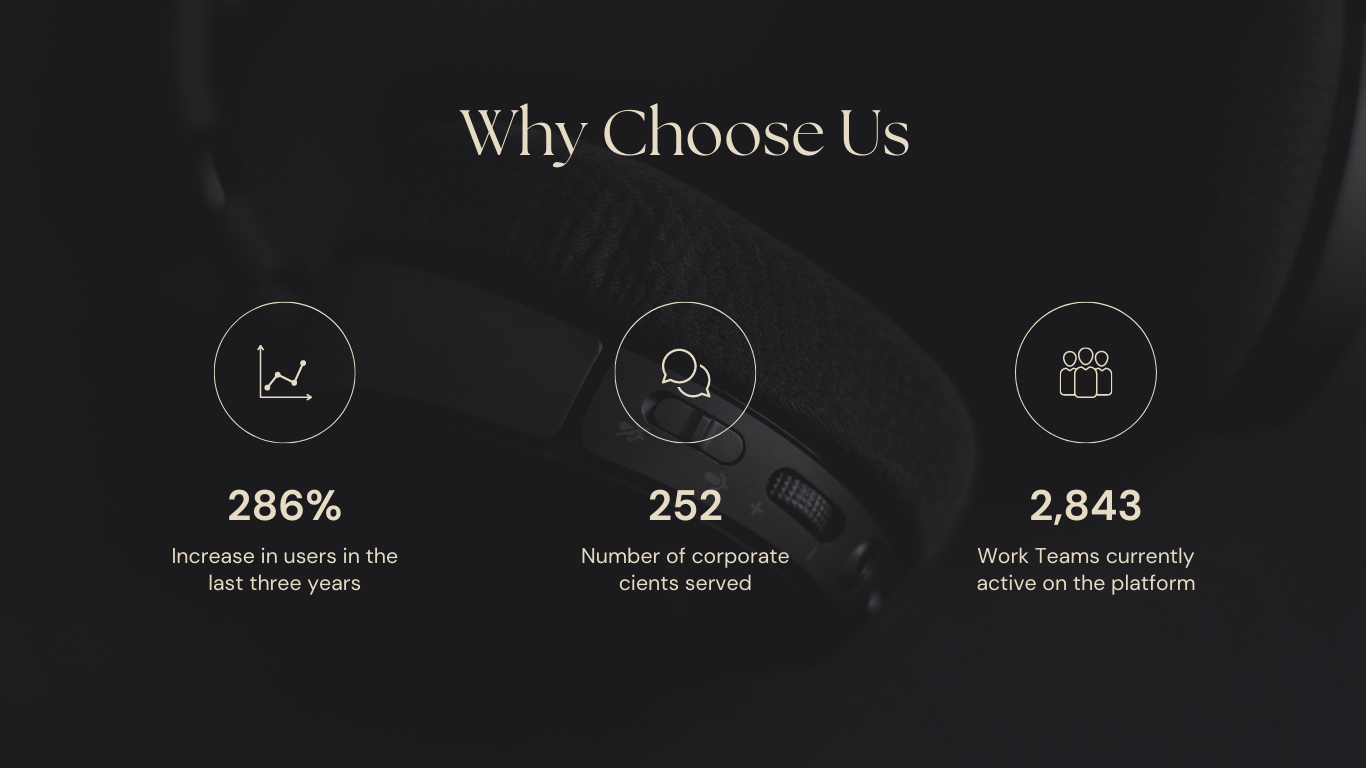 Why Choose Us
286%
Increase in users in the
last three years
252
Number of corporate
cients served
2,843
Work Teams currently
active on the platform